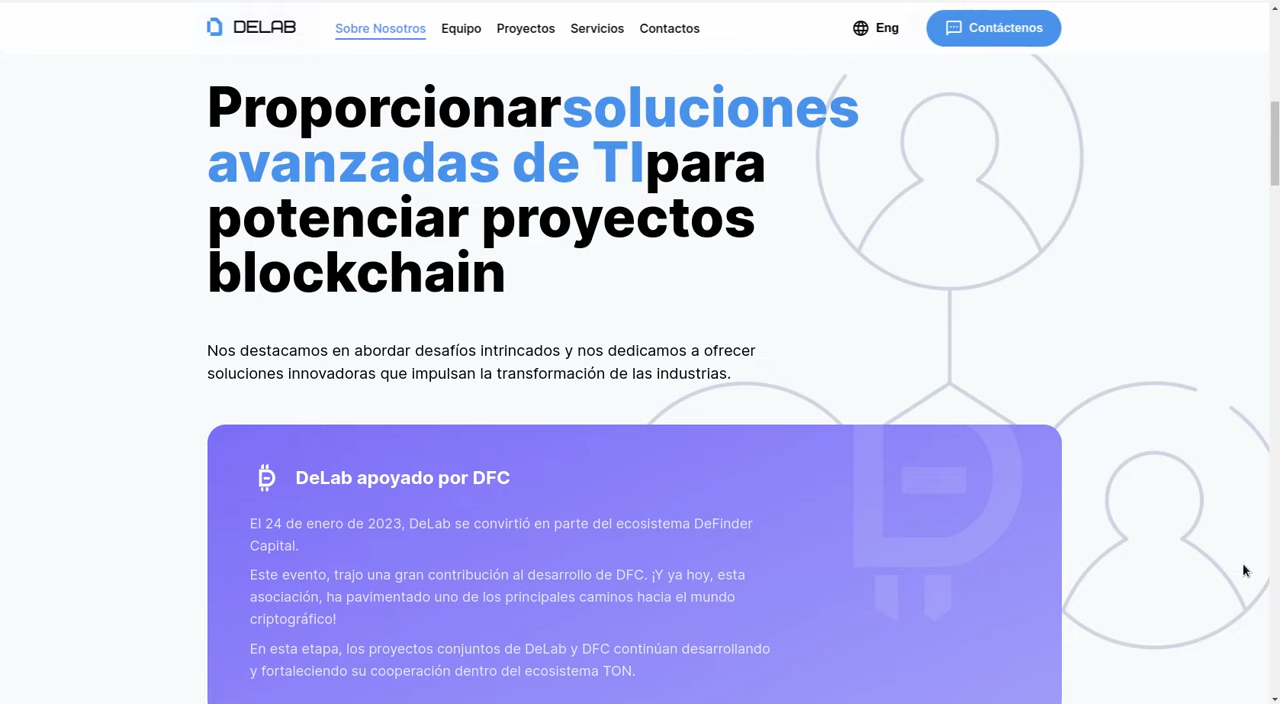 DELAB
Sobre Nosotros
Equipo
Proyectos
Servicios
Contactos
Eng
Contáctenos
Proporcionarsoluciones
avanzadas de TIpara
potenciar proyectos
blockchain
Nos destacamos en abordar desafíos intrincados y nos dedicamos a ofrecer
soluciones innovadoras que impulsan la transformación de las industrias.
DeLab apoyado por DFC
El 24 de enero de 2023, DeLab se convirtió en parte del ecosistema DeFinder
Capital.
Este evento, trajo una gran contribución al desarrollo de DFC. ¡Y ya hoy, esta
asociación, ha pavimentado uno de los principales caminos hacia el mundo
criptográfico!
En esta etapa, los proyectos conjuntos de DeLab y DFC continúan desarrollando
y fortaleciendo su cooperación dentro del ecosistema TON.